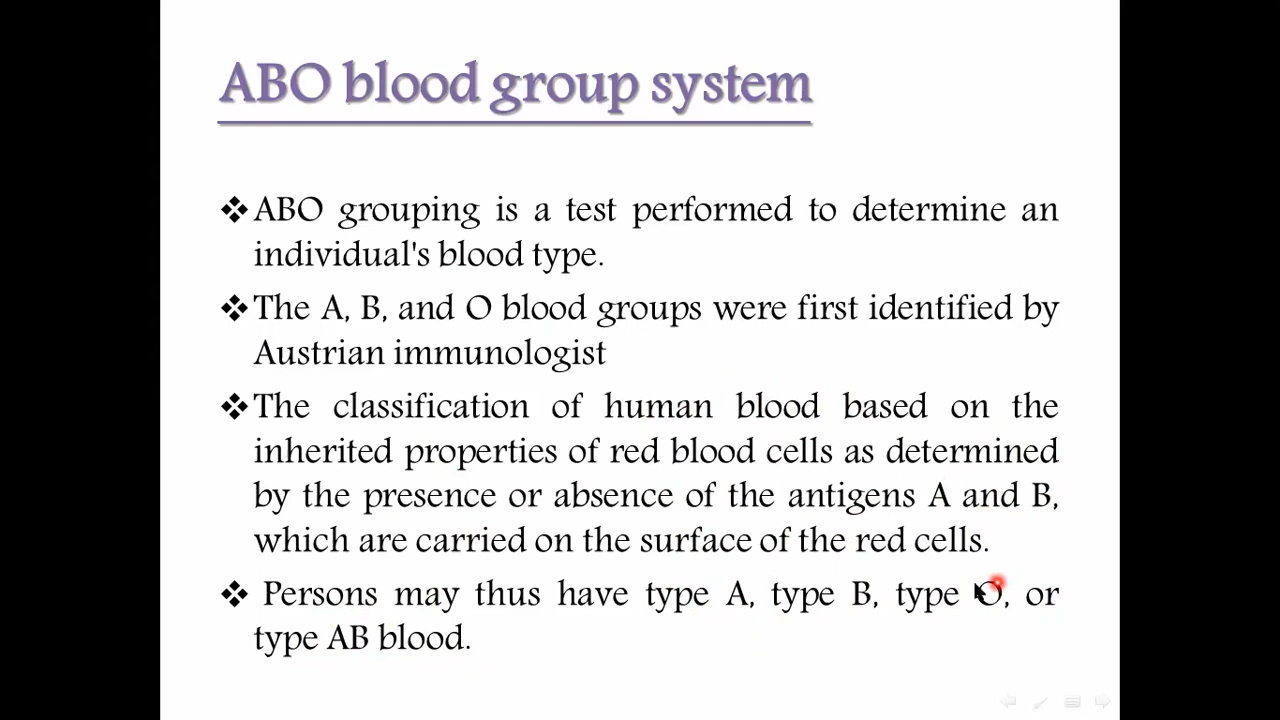 ABO blood group system
ABO grouping is a test performed to determine an
individual's blood type.
The A, B, and O blood groups were first identified by
Austrian immunologist
The classification of human blood based on the
inherited properties of red blood cells as determined
by the presence or absence of the antigens A and B,
which are carried on the surface of the red cells.
Persons may thus have type A, type B, type O, or
type AB blood.